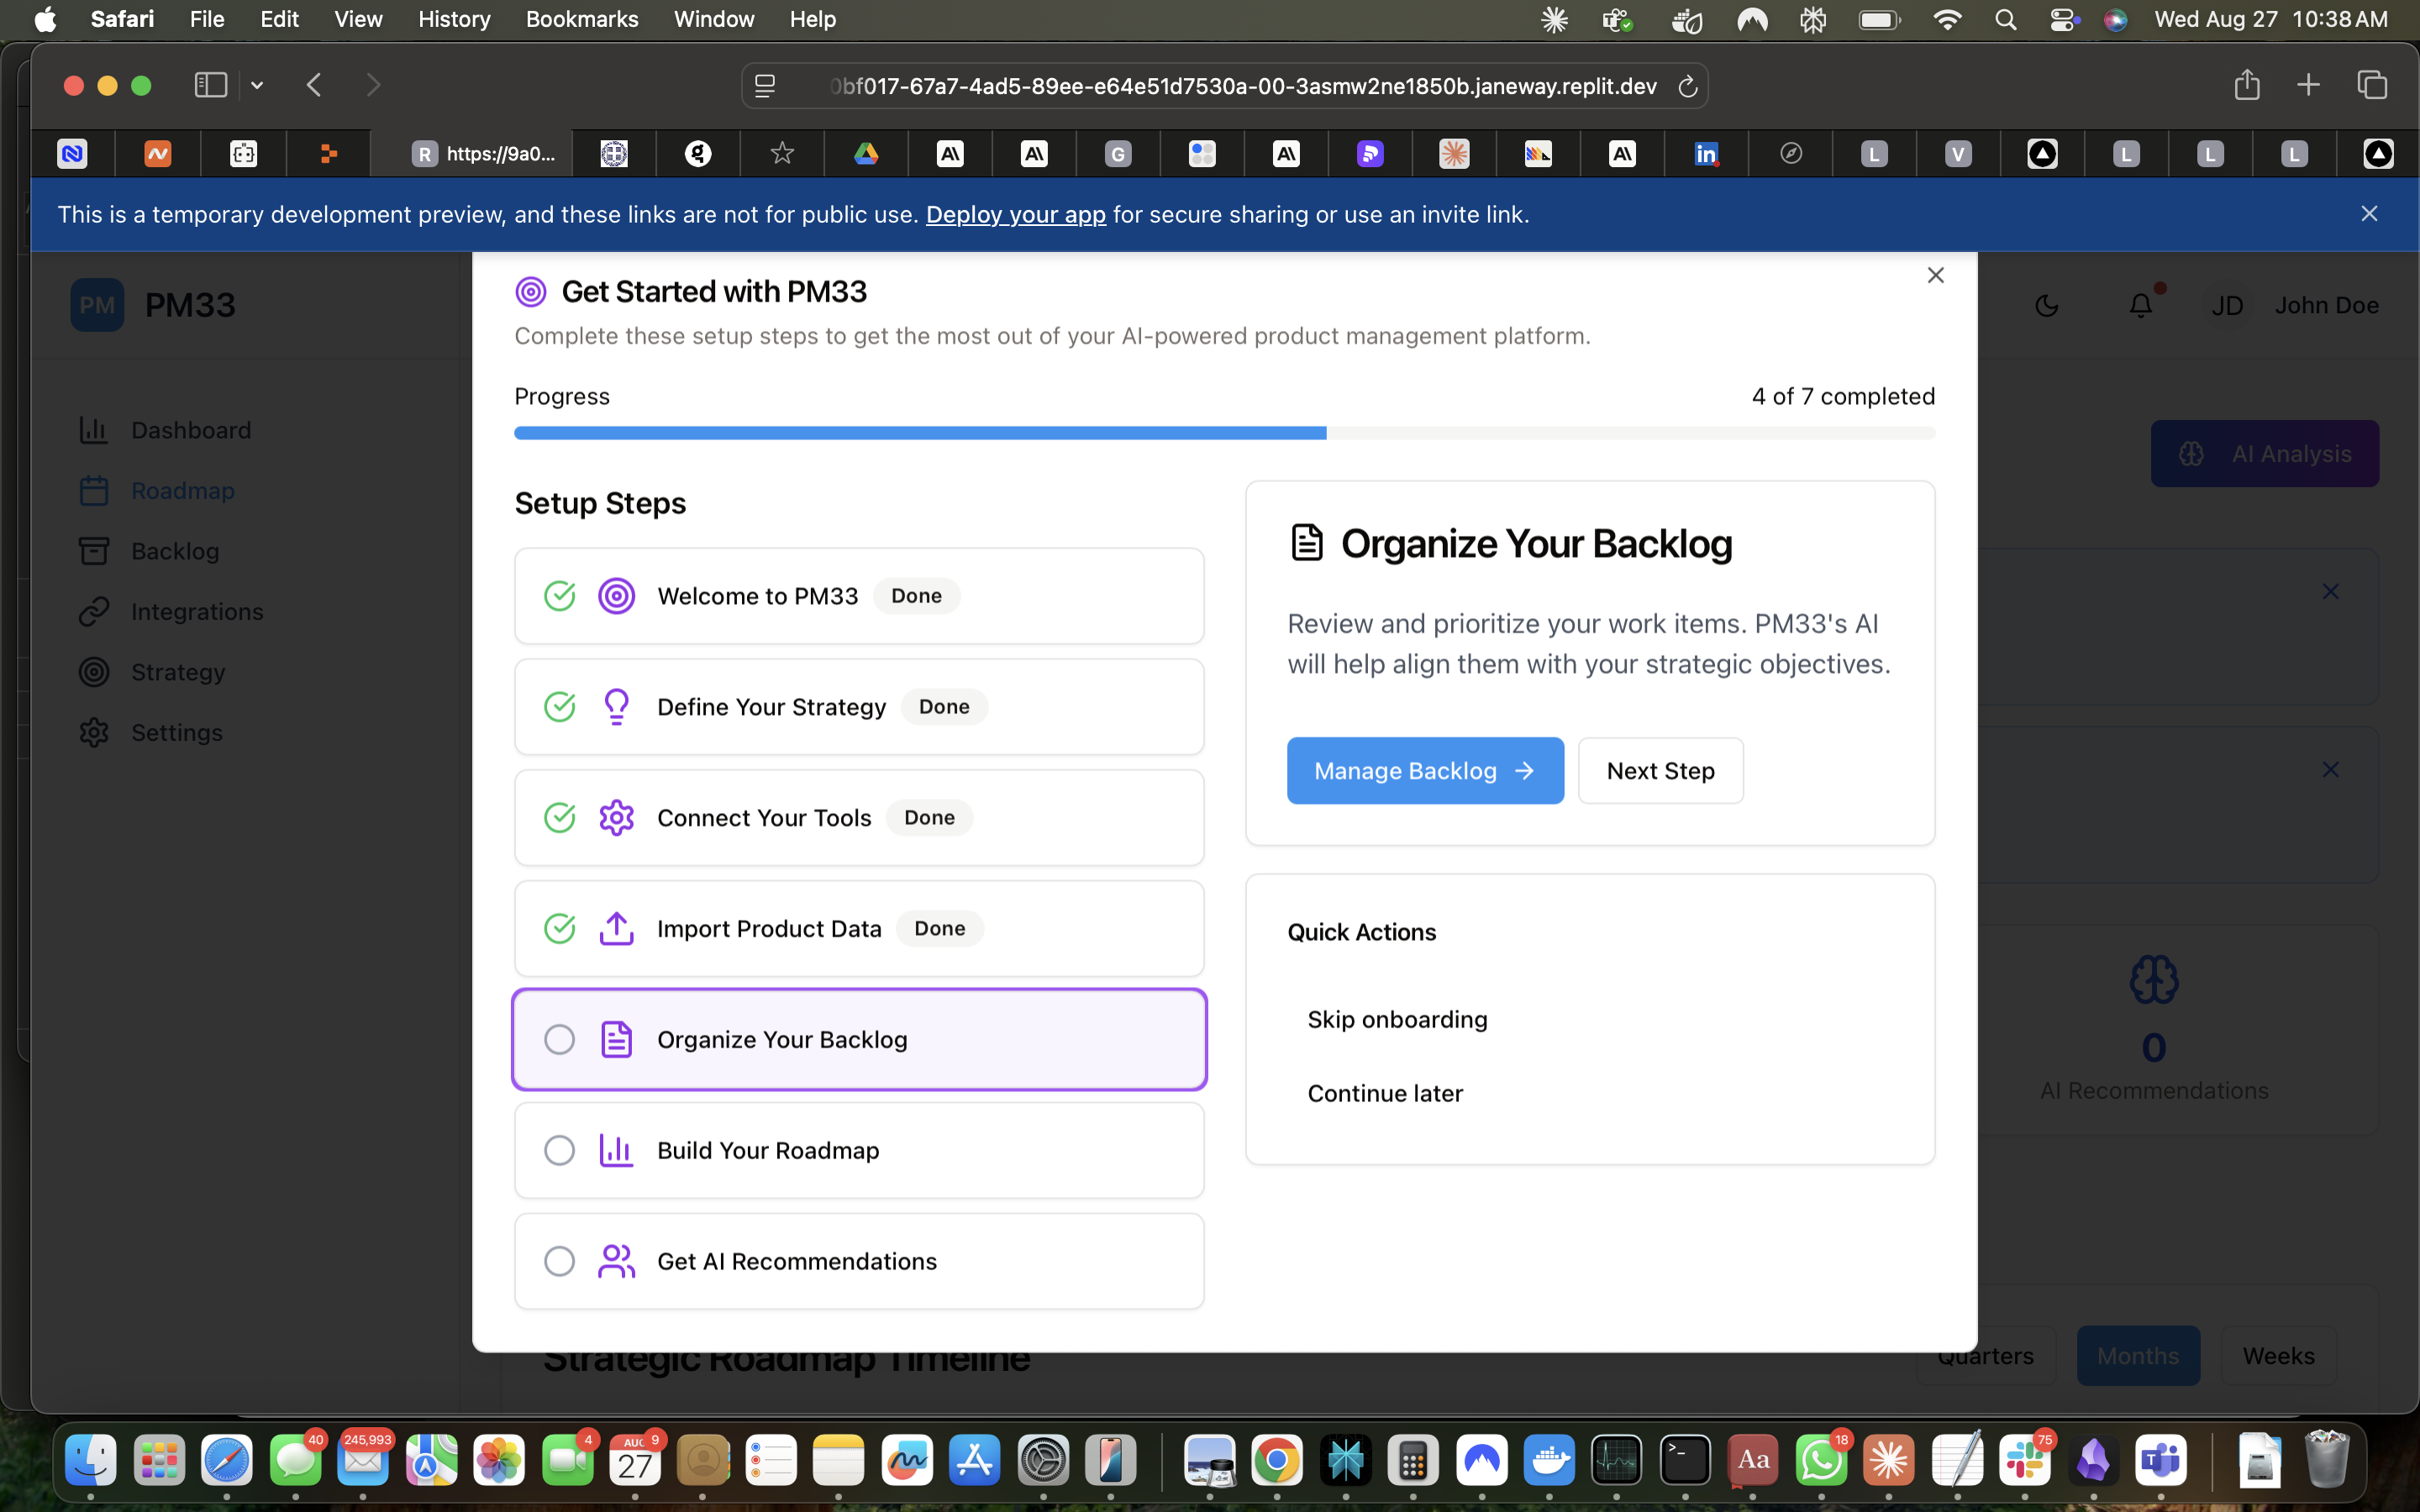 Safari File Edit View History Bookmarks Window Help
Wed Aug 27 10:38 AM
0bf017-67a7-4ad5-89ee-e64e51d7530a-00-3asmw2ne1850b.janeway.replit.dev
R https://9a0...
G
L
V
L
L
L
This is a temporary development preview, and these links are not for public use. Deploy your app for secure sharing or use an invite link.
PM PM33
JD John Doe
Dashboard
Roadmap
Backlog
Integrations
Strategy
Settings
AI Analysis
Get Started with PM33
Complete these setup steps to get the most out of your AI-powered product management platform.
Progress
4 of 7 completed
Setup Steps
Welcome to PM33 Done
Define Your Strategy Done
Connect Your Tools Done
Import Product Data Done
Organize Your Backlog
Build Your Roadmap
Get AI Recommendations
Organize Your Backlog
Review and prioritize your work items. PM33's AI
will help align them with your strategic objectives.
Manage Backlog
Next Step
Quick Actions
Skip onboarding
Continue later
0
AI Recommendations
Strategic Roadmap Timeline
Quarters Months Weeks
40
245,993
4
AUG 9
27
Aa
18
75